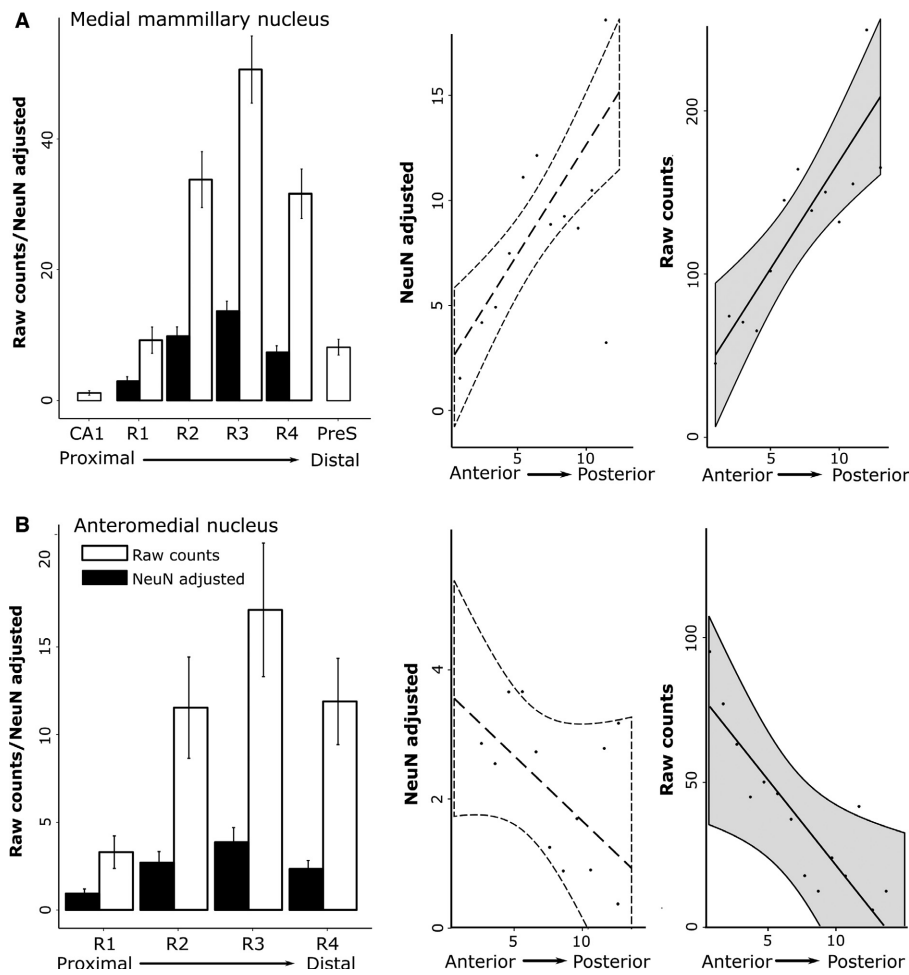 A Medial mammillary nucleus
Raw counts/NeuN adjusted
40
20
0
CA1 R1 R2 R3 R4 PreS
Proximal Distal
NeuN adjusted
15
10
5
0
5 10
Anterior Posterior
Raw counts
200
100
0
5 10
Anterior Posterior
B Anteromedial nucleus
Raw counts
NeuN adjusted
Raw counts/NeuN adjusted
20
15
10
5
0
R1 R2 R3 R4
Proximal Distal
NeuN adjusted
4
2
0
5 10
Anterior Posterior
Raw counts
100
50
0
5 10
Anterior Posterior